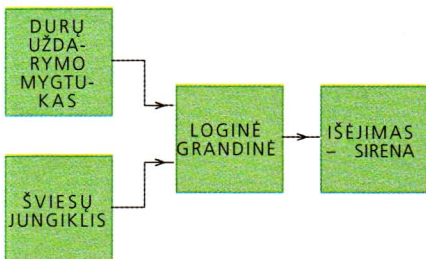 DURŲ
UŽDA-
RYMO
MYGTU-
KAS
LOGINĖ
GRANDINĖ
IŠĖJIMAS
– SIRENA
ŠVIESŲ
JUNGIKLIS